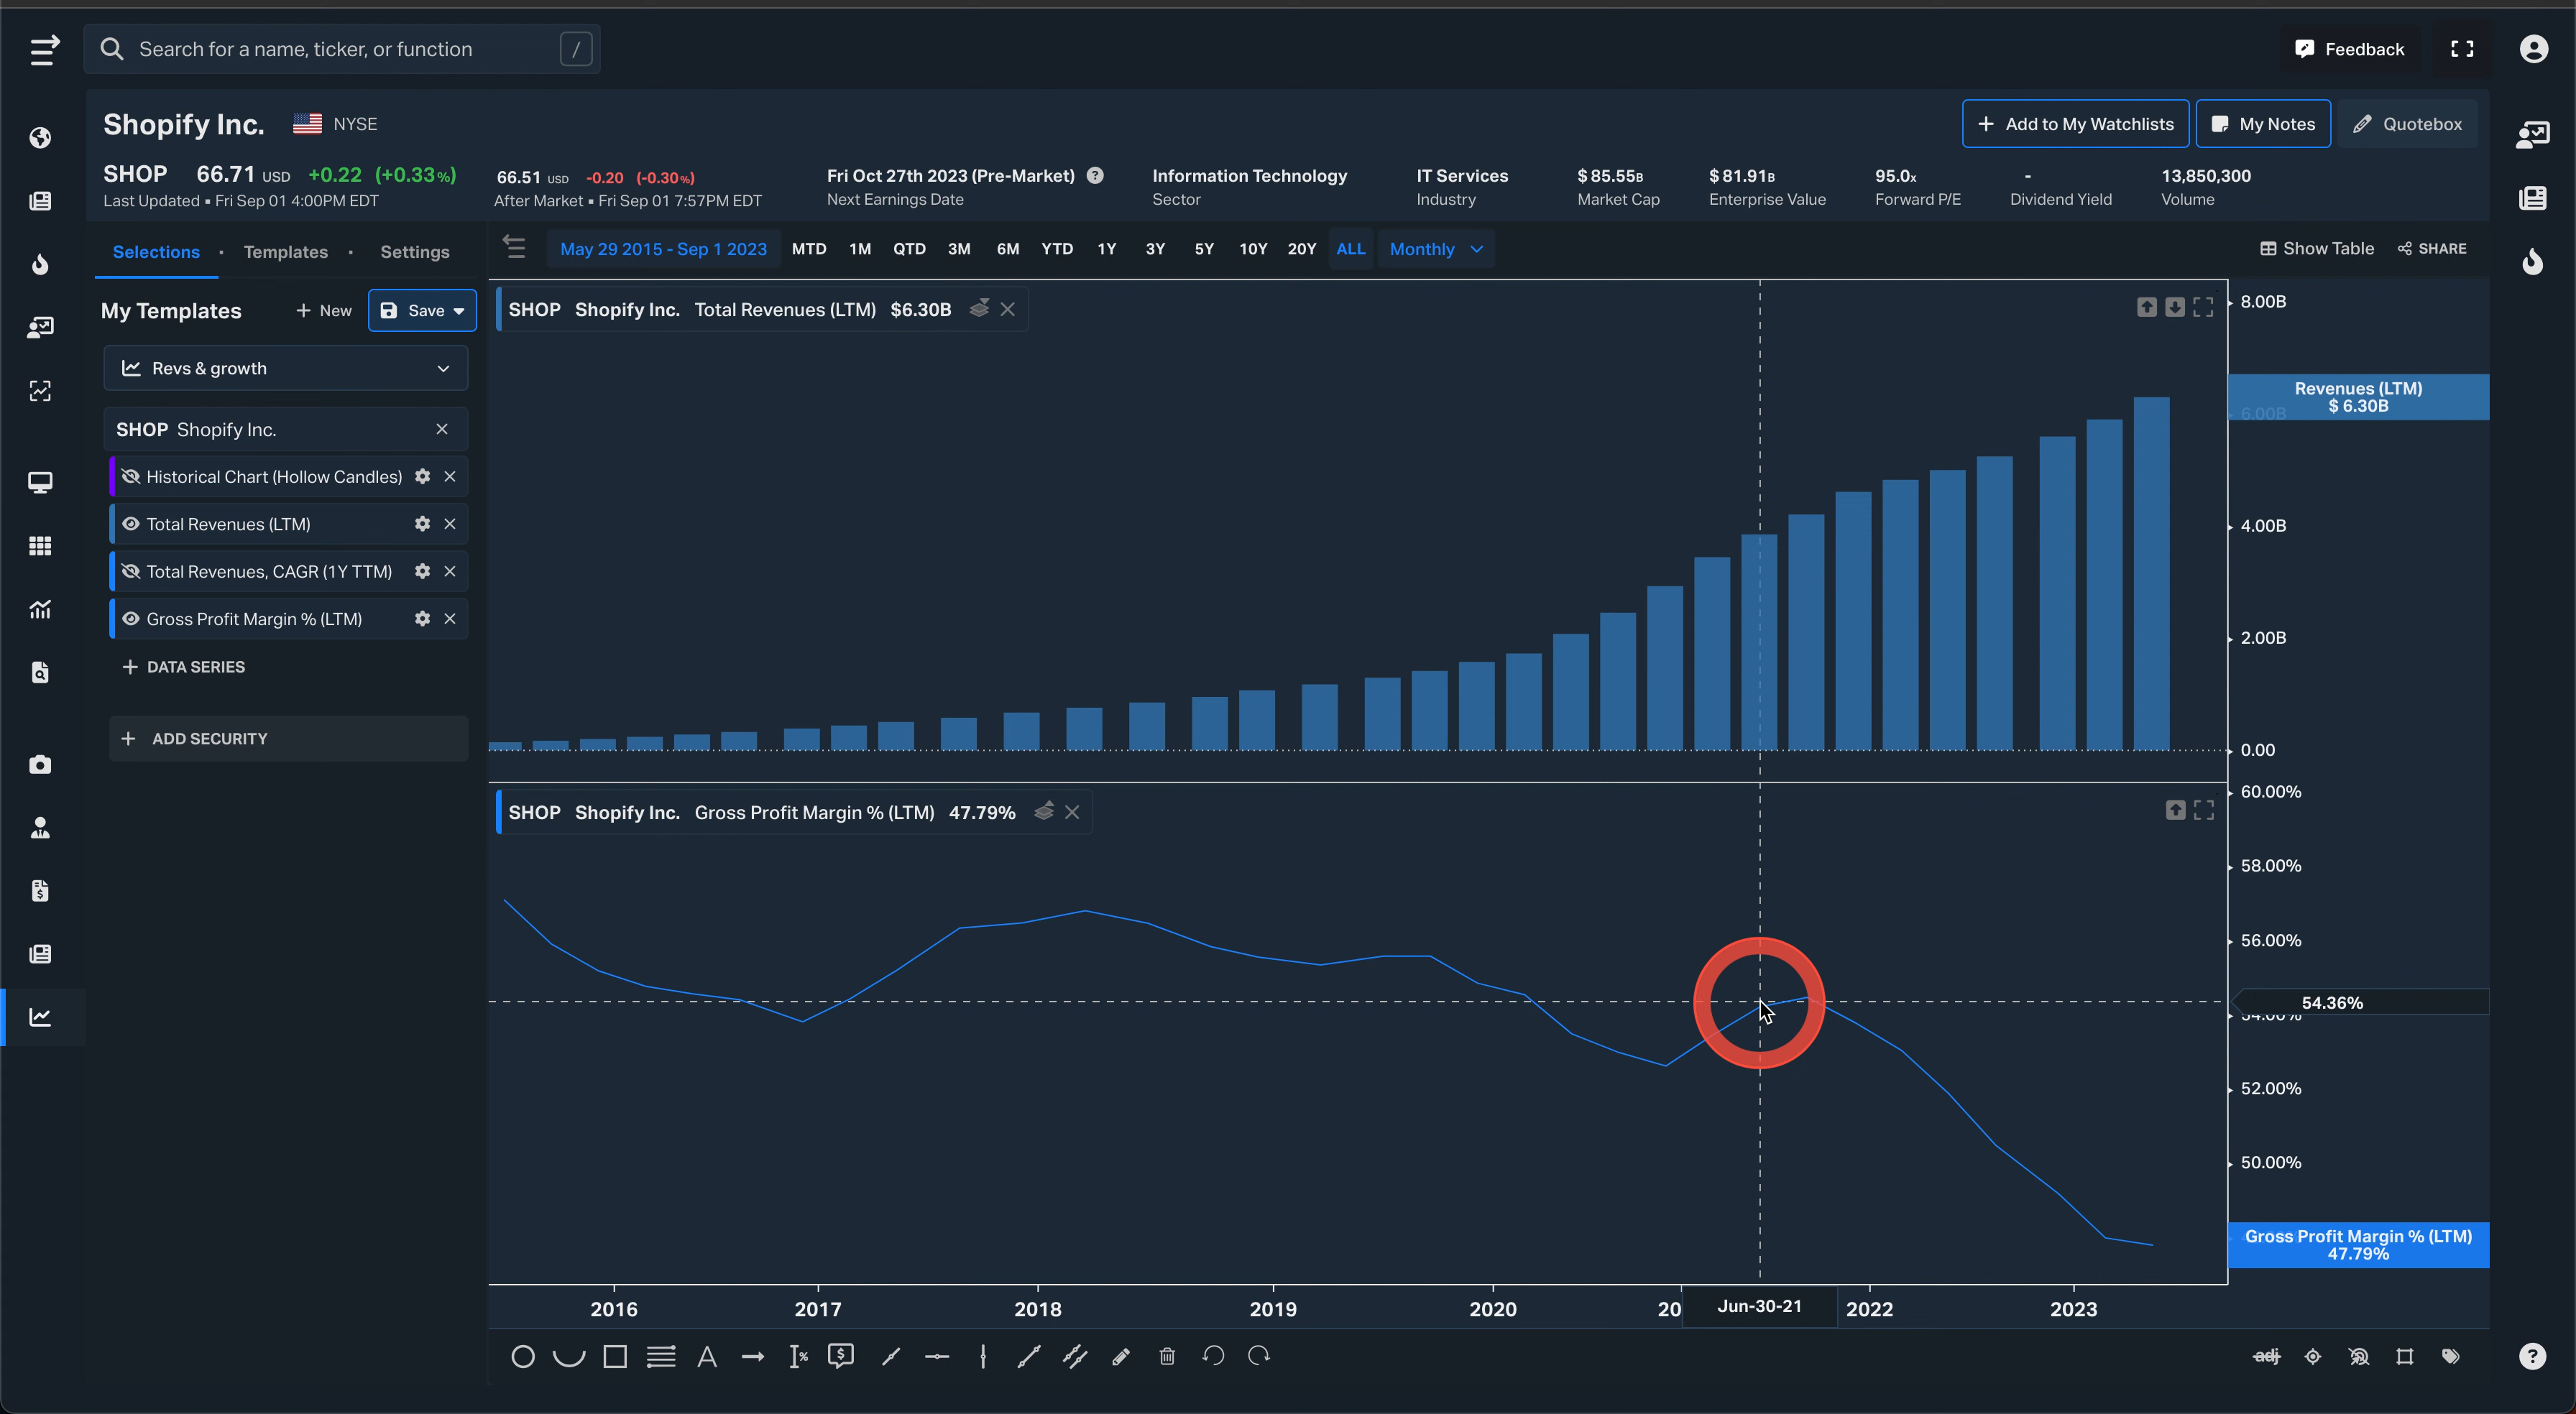 Search for a name, ticker, or function /
Feedback
Shopify Inc. NYSE
+ Add to My Watchlists
My Notes
Quotebox
SHOP 66.71 USD +0.22 (+0.33%)
Last Updated ▪ Fri Sep 01 4:00PM EDT
66.51 USD -0.20 (-0.30%)
After Market ▪ Fri Sep 01 7:57PM EDT
Fri Oct 27th 2023 (Pre-Market) ?
Next Earnings Date
Information Technology
Sector
IT Services
Industry
$ 85.55B
Market Cap
$ 81.91B
Enterprise Value
95.0x
Forward P/E
-
Dividend Yield
13,850,300
Volume
Selections · Templates · Settings
May 29 2015 - Sep 1 2023 MTD 1M QTD 3M 6M YTD 1Y 3Y 5Y 10Y 20Y ALL Monthly
Show Table SHARE
My Templates + New Save
Revs & growth
SHOP Shopify Inc.
Historical Chart (Hollow Candles)
Total Revenues (LTM)
Total Revenues, CAGR (1Y TTM)
Gross Profit Margin % (LTM)
+ DATA SERIES
+ ADD SECURITY
SHOP Shopify Inc. Total Revenues (LTM) $6.30B
8.00B
Revenues (LTM)
$ 6.30B
6.00B
4.00B
2.00B
0.00
SHOP Shopify Inc. Gross Profit Margin % (LTM) 47.79%
60.00%
58.00%
56.00%
54.36%
54.00%
52.00%
50.00%
Gross Profit Margin % (LTM)
47.79%
2016 2017 2018 2019 2020 20 Jun-30-21 2022 2023
A % $ adj ?